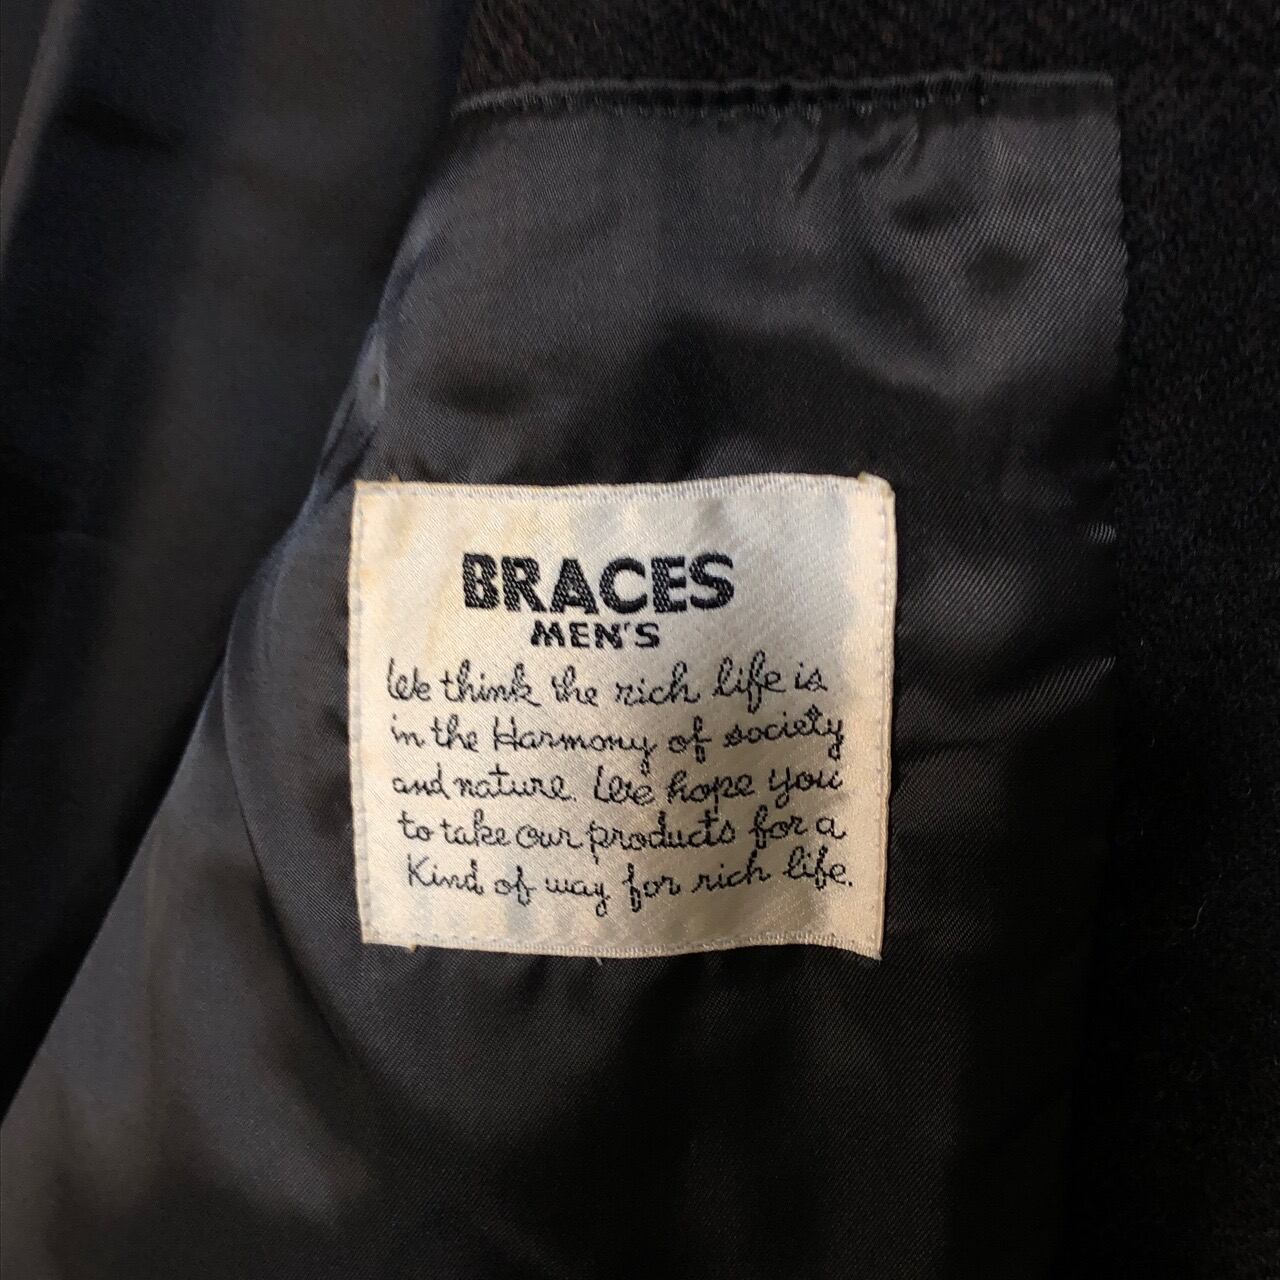 BRACES
MEN'S
We think the rich life is
in the Harmony of society
and nature. We hope you
to take our products for a
Kind of way for rich life.